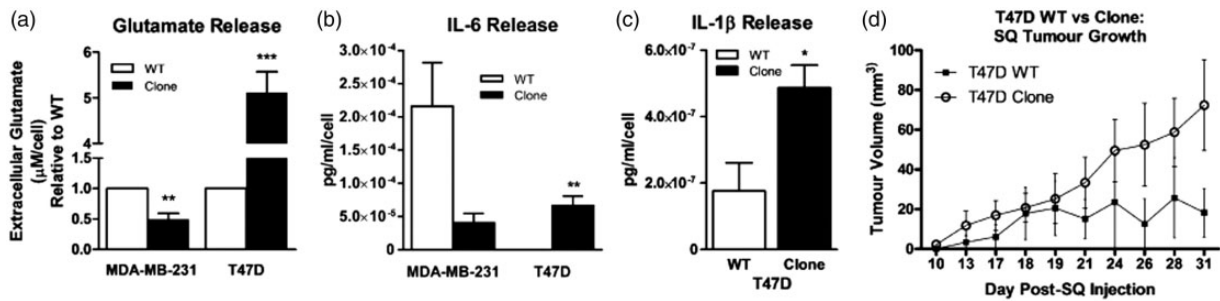 (a)
Glutamate Release
Extracellular Glutamate
(µM/cell)
Relative to WT
6
5
4
1.5
1.0
0.5
0.0
WT
Clone
***
**
MDA-MB-231
T47D
(b)
IL-6 Release
pg/ml/cell
3.0×10⁻⁴
2.5×10⁻⁴
2.0×10⁻⁴
1.5×10⁻⁴
1.0×10⁻⁴
5.0×10⁻⁵
0.0
WT
Clone
**
MDA-MB-231
T47D
(c)
IL-1β Release
pg/ml/cell
6.0×10⁻⁷
4.0×10⁻⁷
2.0×10⁻⁷
0.0
WT
Clone
*
WT
Clone
T47D
(d)
T47D WT vs Clone:
SQ Tumour Growth
Tumour Volume (mm³)
100
80
60
40
20
0
T47D WT
T47D Clone
10 13 17 18 19 21 24 26 28 31
Day Post-SQ Injection